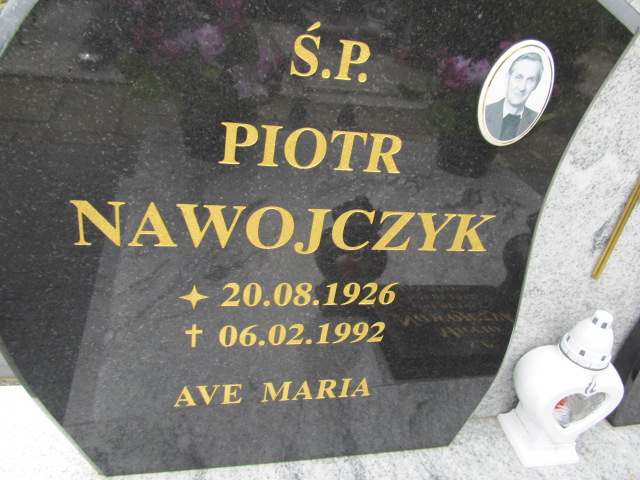 Ś.P.
PIOTR
NAWOJCZYK
✦ 20.08.1926
✝ 06.02.1992
AVE MARIA